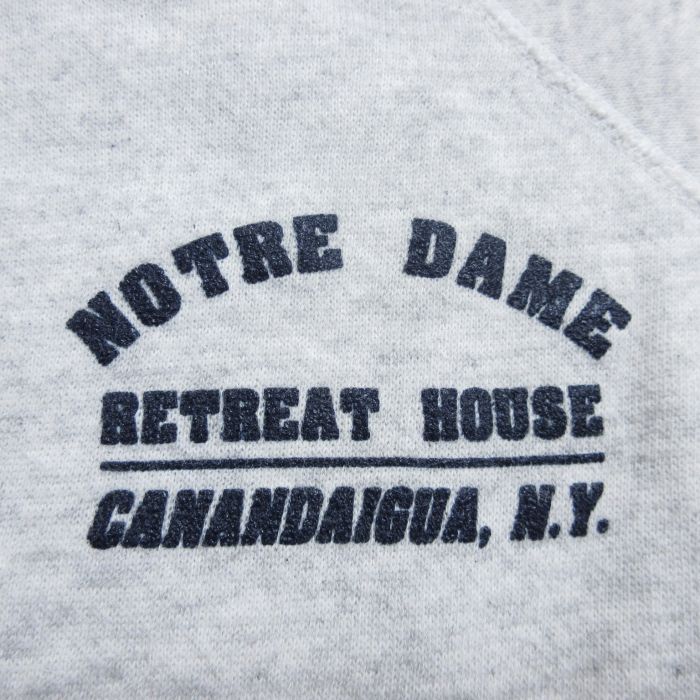 NOTRE DAME
RETREAT HOUSE
CANANDAIGUA, N.Y.